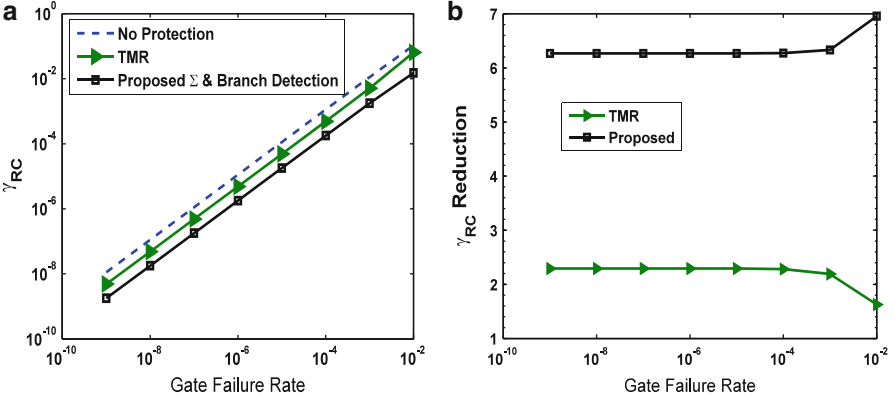 a
10^0
10^-2
10^-4
10^-6
10^-8
10^-10
γ_RC
No Protection
TMR
Proposed Σ & Branch Detection
10^-10
10^-8
10^-6
10^-4
10^-2
Gate Failure Rate
b
7
6
5
4
3
2
1
γ_RC Reduction
TMR
Proposed
10^-10
10^-8
10^-6
10^-4
10^-2
Gate Failure Rate